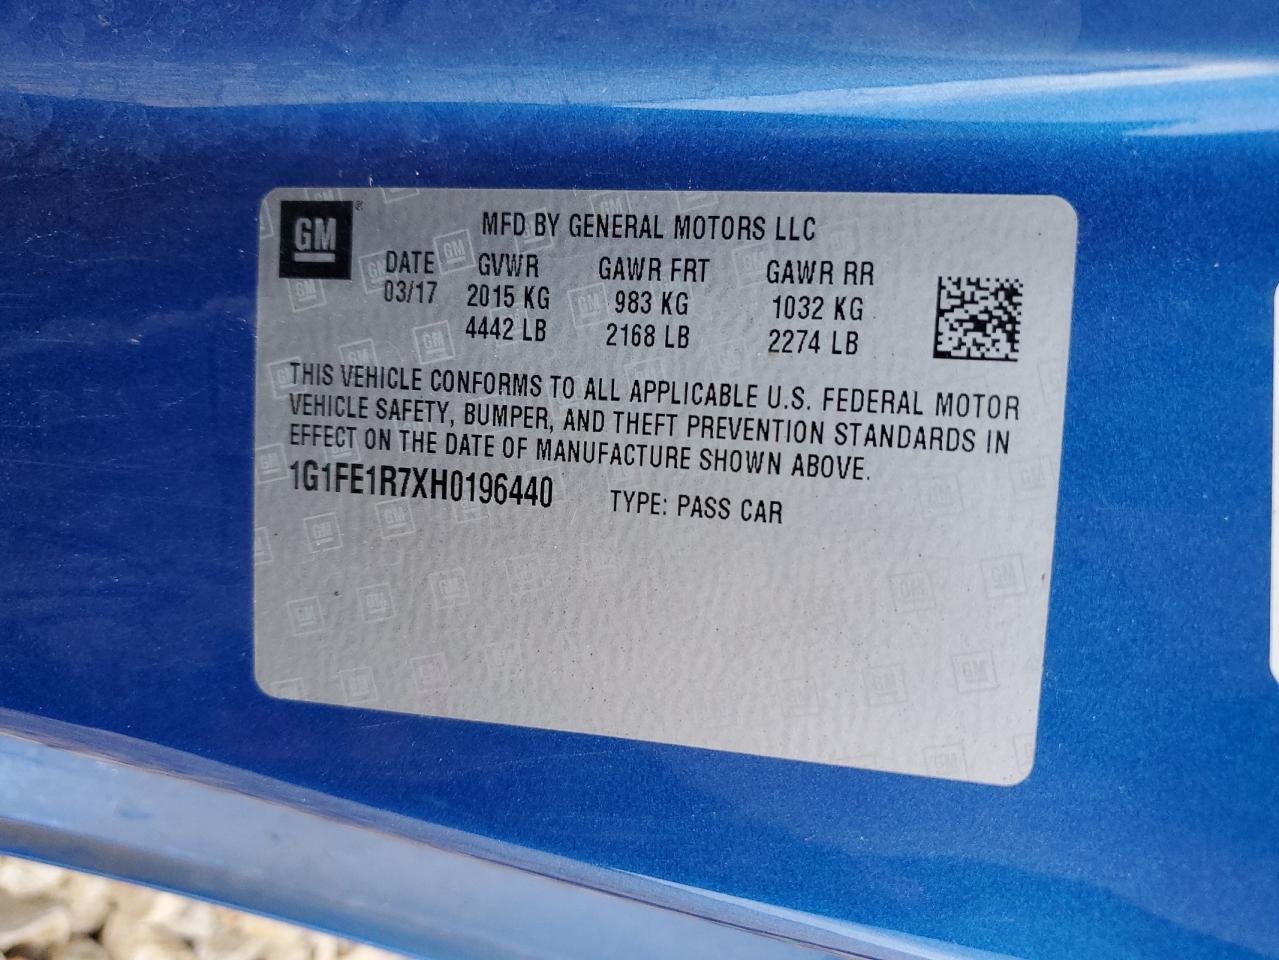 GM ®
MFD BY GENERAL MOTORS LLC
DATE GVWR GAWR FRT GAWR RR
03/17 2015 KG 983 KG 1032 KG
4442 LB 2168 LB 2274 LB
THIS VEHICLE CONFORMS TO ALL APPLICABLE U.S. FEDERAL MOTOR
VEHICLE SAFETY, BUMPER, AND THEFT PREVENTION STANDARDS IN
EFFECT ON THE DATE OF MANUFACTURE SHOWN ABOVE.
1G1FE1R7XH0196440 TYPE: PASS CAR